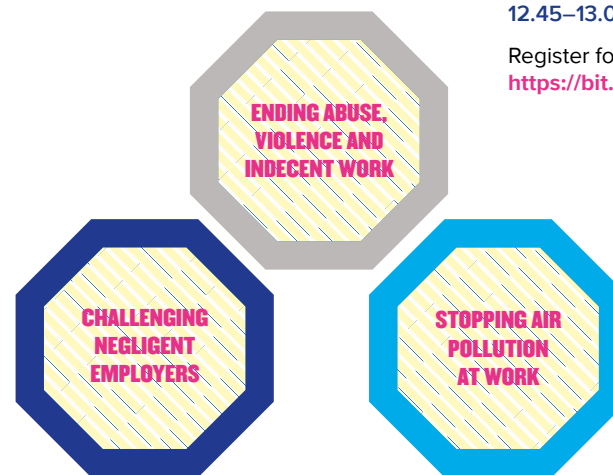 12.45–13.0
Register fo
https://bit.
ENDING ABUSE,
VIOLENCE AND
INDECENT WORK
CHALLENGING
NEGLIGENT
EMPLOYERS
STOPPING AIR
POLLUTION
AT WORK